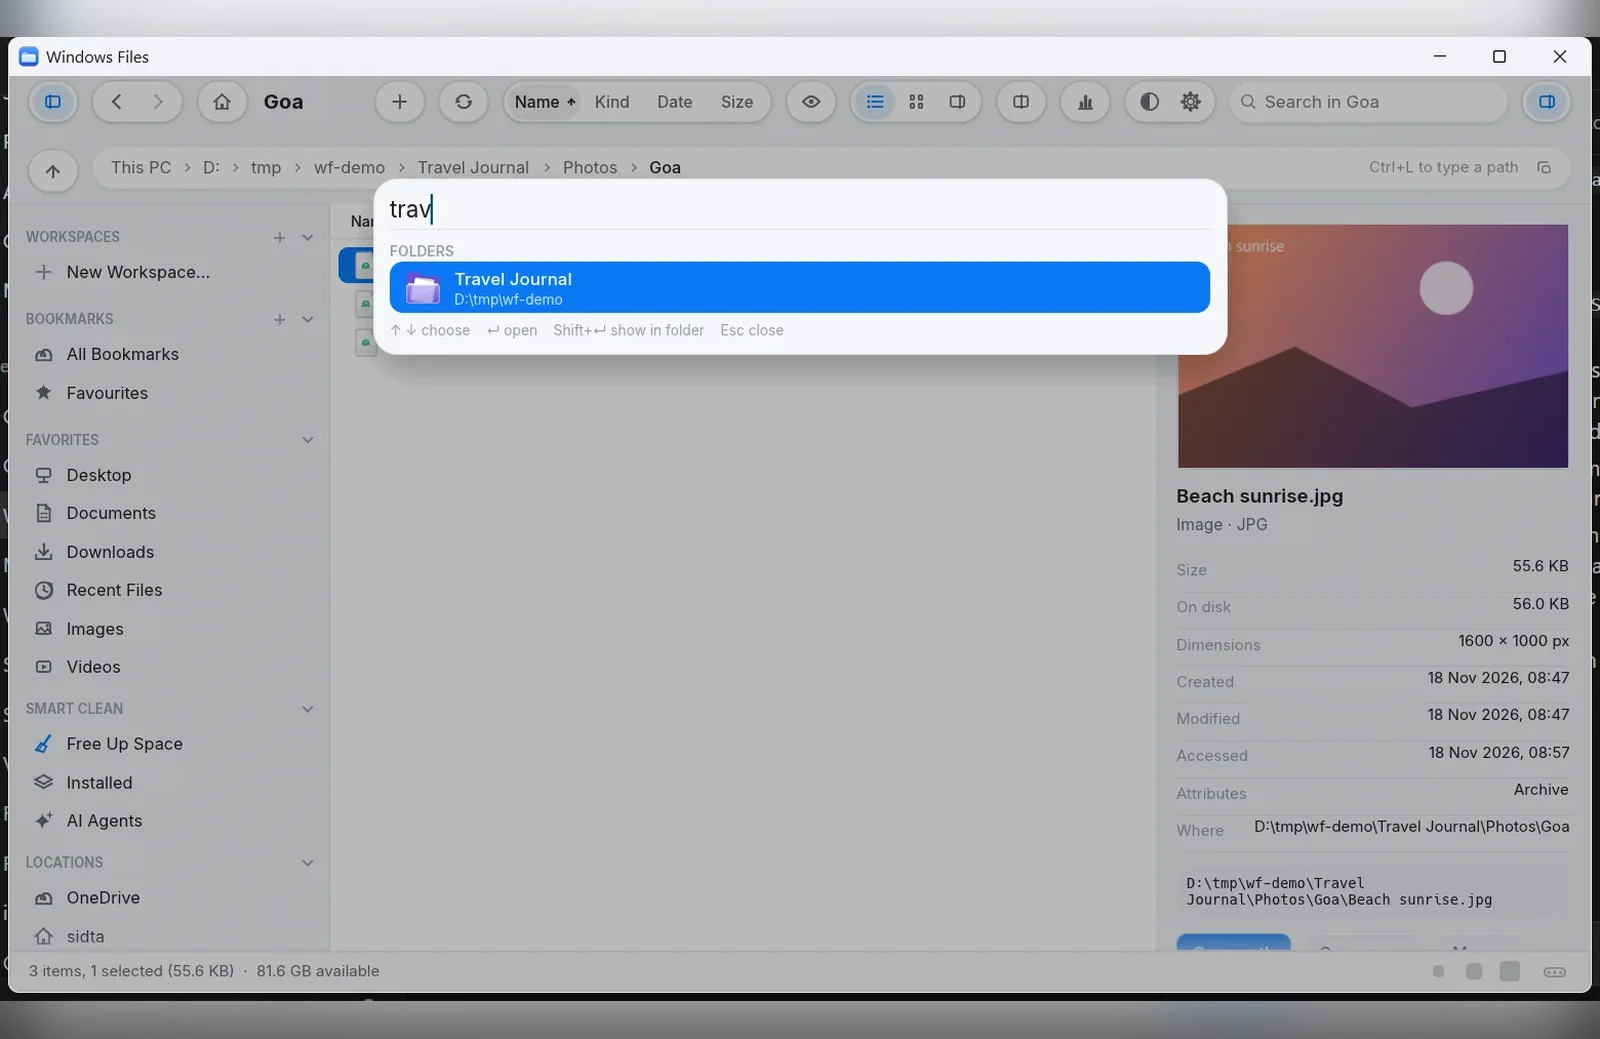 Windows Files
Goa
Name
Kind
Date
Size
Search in Goa
This PC > D: > tmp > wf-demo > Travel Journal > Photos > Goa
Ctrl+L to type a path
trav
FOLDERS
Travel Journal
D:\tmp\wf-demo
↑ ↓ choose ↵ open Shift+↵ show in folder Esc close
WORKSPACES
New Workspace...
BOOKMARKS
All Bookmarks
Favourites
FAVORITES
Desktop
Documents
Downloads
Recent Files
Images
Videos
SMART CLEAN
Free Up Space
Installed
AI Agents
LOCATIONS
OneDrive
sidta
sunrise
Beach sunrise.jpg
Image · JPG
Size 55.6 KB
On disk 56.0 KB
Dimensions 1600 × 1000 px
Created 18 Nov 2026, 08:47
Modified 18 Nov 2026, 08:47
Accessed 18 Nov 2026, 08:57
Attributes Archive
Where D:\tmp\wf-demo\Travel Journal\Photos\Goa
D:\tmp\wf-demo\Travel
Journal\Photos\Goa\Beach sunrise.jpg
3 items, 1 selected (55.6 KB) · 81.6 GB available